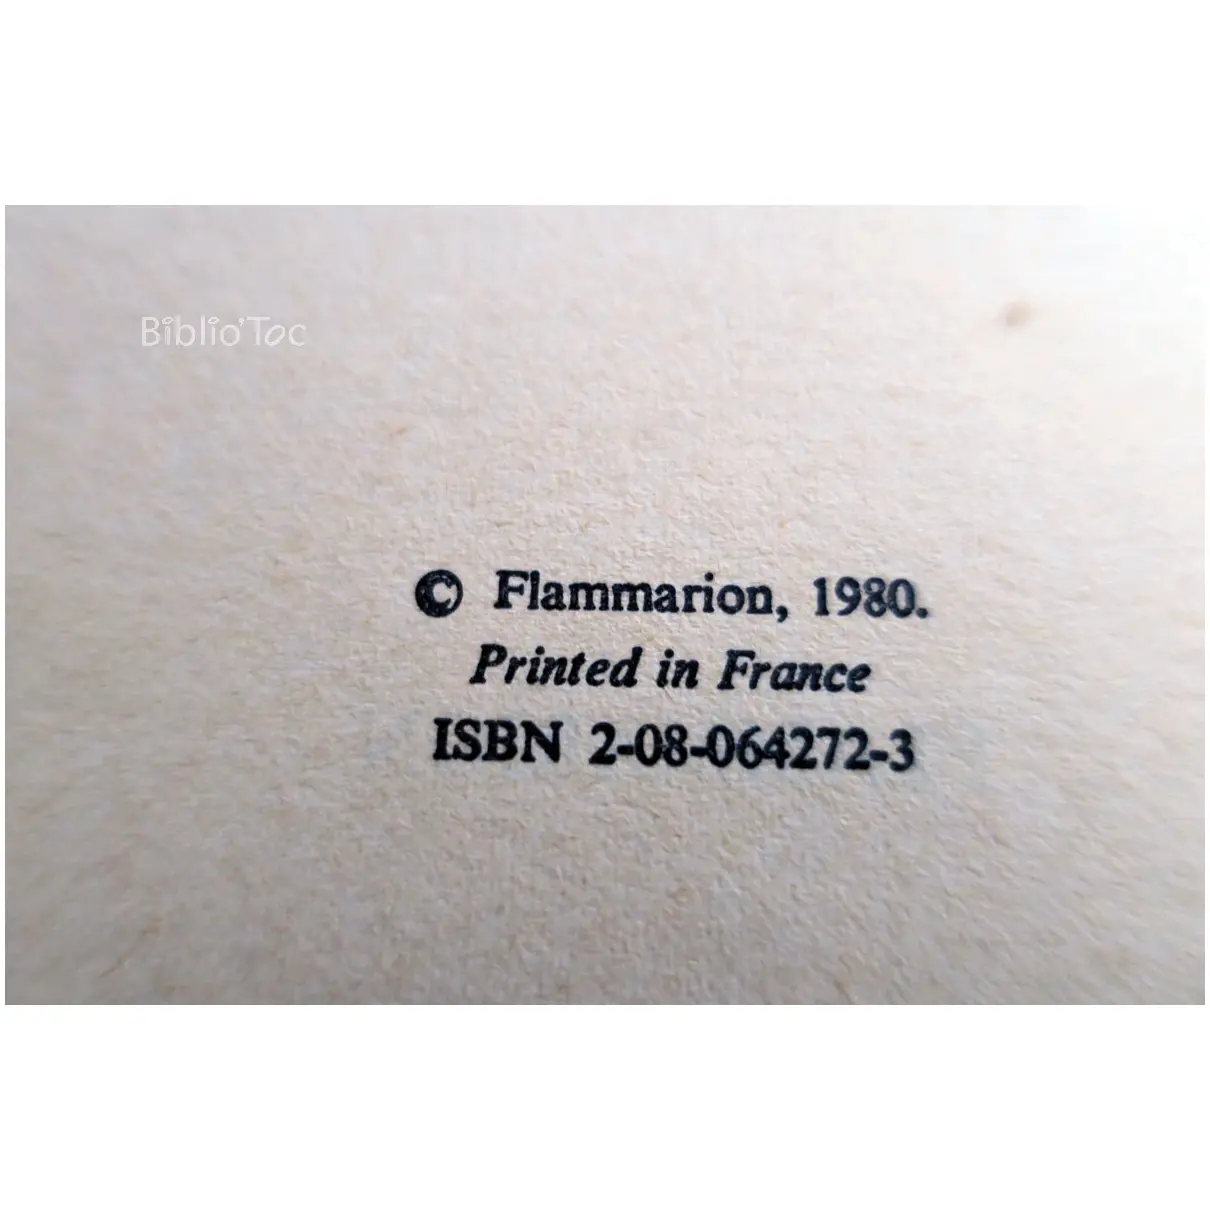 Biblio'Toc
© Flammarion, 1980.
Printed in France
ISBN 2-08-064272-3